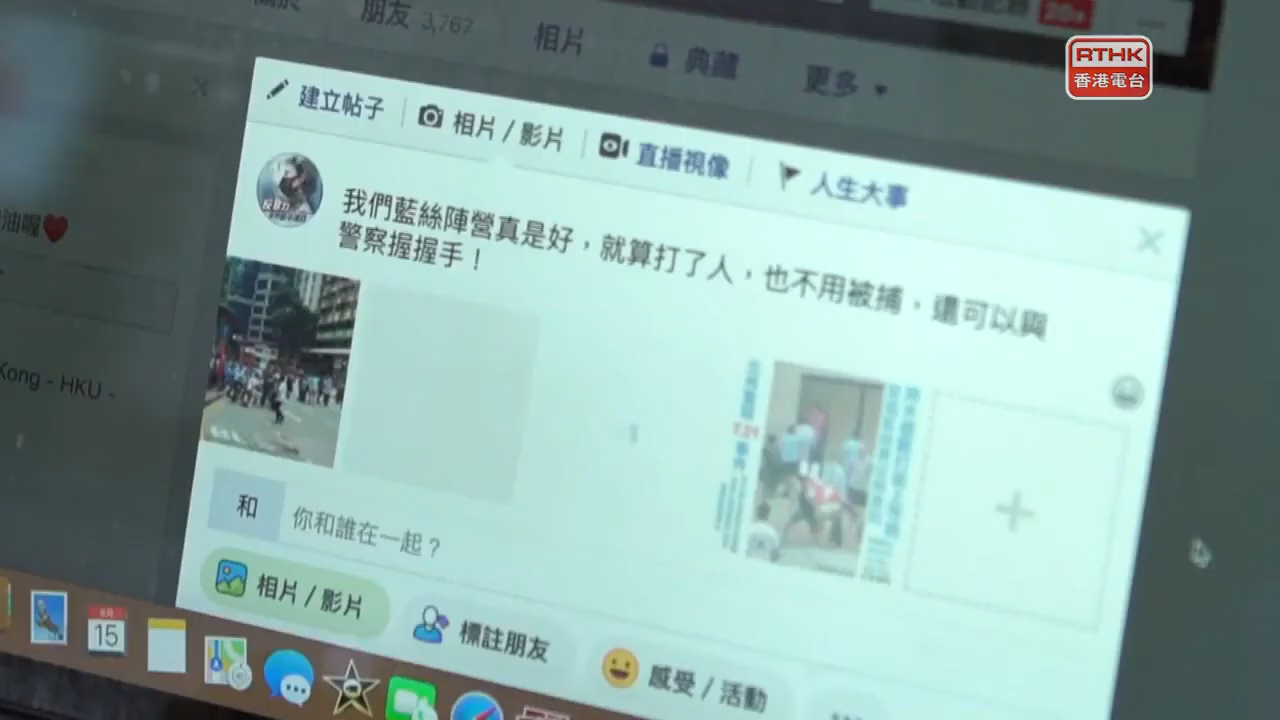 朋友 3,767
相片
典藏
更多
20+
RTHK
香港電台
建立帖子
相片 / 影片
直播視像
人生大事
油喔
我們藍絲陣營真是好，就算打了人，也不用被捕，還可以與
警察握握手！
Kong - HKU -
和
你和誰在一起？
相片 / 影片
標註朋友
感受 / 活動
15